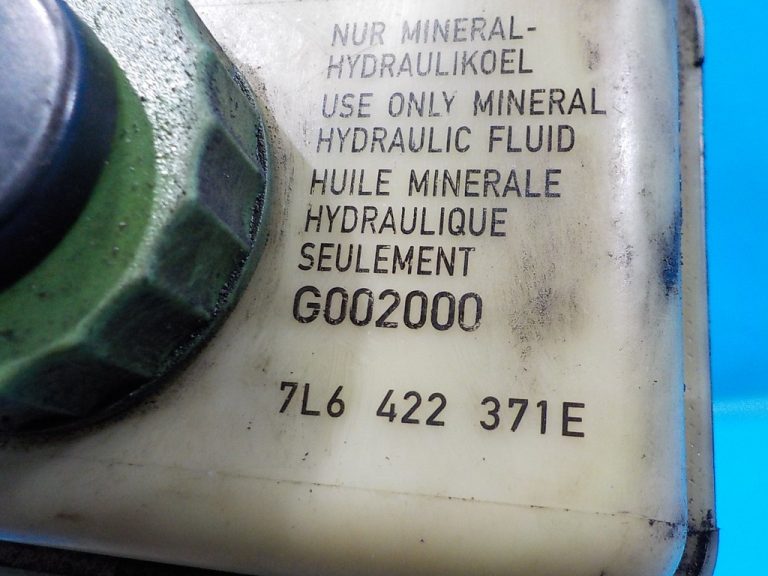 NUR MINERAL-
HYDRAULIKOEL
USE ONLY MINERAL
HYDRAULIC FLUID
HUILE MINERALE
HYDRAULIQUE
SEULEMENT
G002000
7L6 422 371E